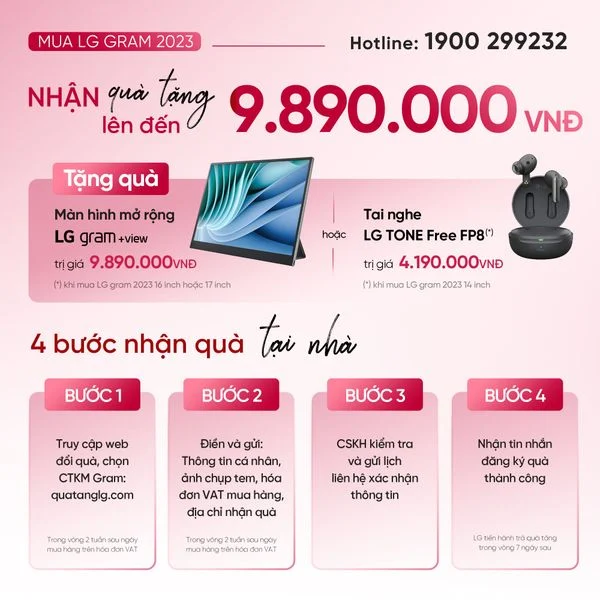 MUA LG GRAM 2023
Hotline: 1900 299232
NHẬN quà tặng
lên đến
9.890.000 VNĐ
Tặng quà
Màn hình mở rộng
LG gram +view
trị giá 9.890.000VNĐ
(*) khi mua LG gram 2023 16 inch hoặc 17 inch
hoặc
Tai nghe
LG TONE Free FP8(*)
trị giá 4.190.000VNĐ
(*) khi mua LG gram 2023 14 inch
4 bước nhận quà tại nhà
BƯỚC 1
Truy cập web
đổi quà, chọn
CTKM Gram:
quatanglg.com
Trong vòng 2 tuần sau ngày
mua hàng trên hóa đơn VAT
BƯỚC 2
Điền và gửi:
Thông tin cá nhân,
ảnh chụp tem, hóa
đơn VAT mua hàng,
địa chỉ nhận quà
Trong vòng 2 tuần sau ngày
mua hàng trên hóa đơn VAT
BƯỚC 3
CSKH kiểm tra
và gửi lịch
liên hệ xác nhận
thông tin
BƯỚC 4
Nhận tin nhắn
đăng ký quà
thành công
LG tiến hành trả quà tặng
trong vòng 7 ngày sau